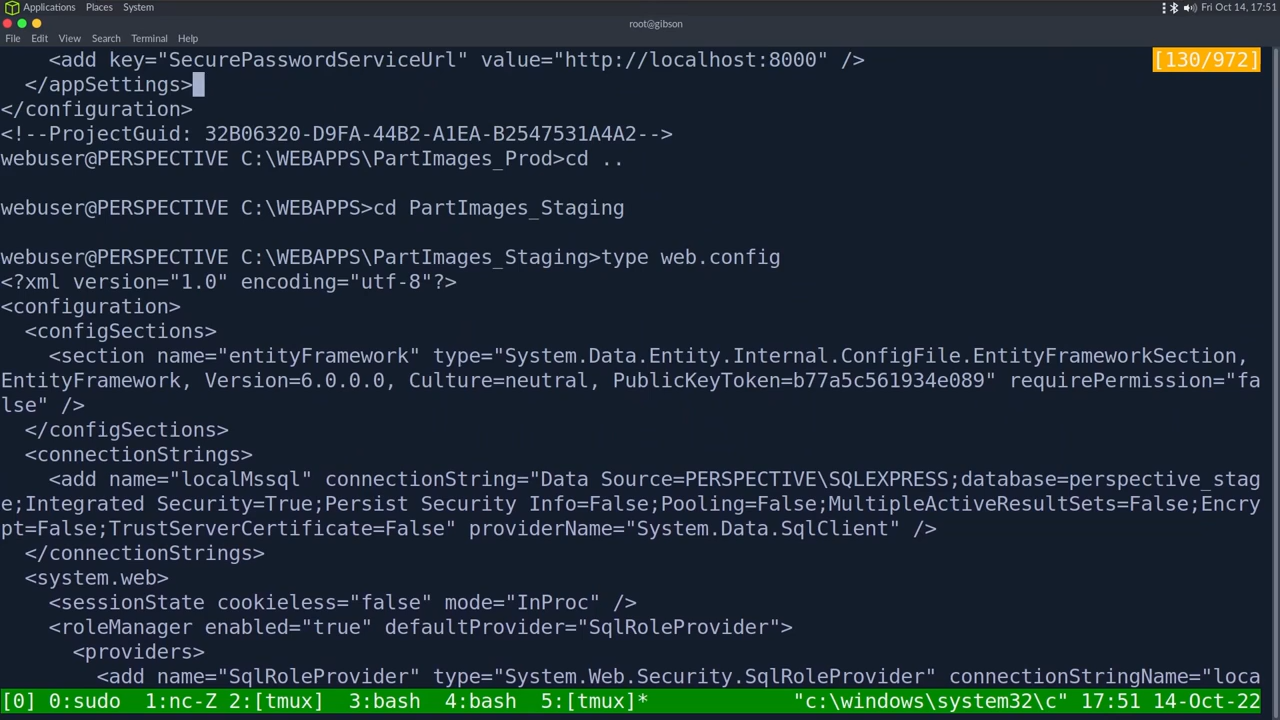 Applications Places System
Fri Oct 14, 17:51
root@gibson
File Edit View Search Terminal Help
<add key="SecurePasswordServiceUrl" value="http://localhost:8000" />
[130/972]
</appSettings>
</configuration>
<!--ProjectGuid: 32B06320-D9FA-44B2-A1EA-B2547531A4A2-->
webuser@PERSPECTIVE C:\WEBAPPS\PartImages_Prod>cd ..
webuser@PERSPECTIVE C:\WEBAPPS>cd PartImages_Staging
webuser@PERSPECTIVE C:\WEBAPPS\PartImages_Staging>type web.config
<?xml version="1.0" encoding="utf-8"?>
<configuration>
<configSections>
<section name="entityFramework" type="System.Data.Entity.Internal.ConfigFile.EntityFrameworkSection,
EntityFramework, Version=6.0.0.0, Culture=neutral, PublicKeyToken=b77a5c561934e089" requirePermission="fa
lse" />
</configSections>
<connectionStrings>
<add name="localMssql" connectionString="Data Source=PERSPECTIVE\SQLEXPRESS;database=perspective_stag
e;Integrated Security=True;Persist Security Info=False;Pooling=False;MultipleActiveResultSets=False;Encry
pt=False;TrustServerCertificate=False" providerName="System.Data.SqlClient" />
</connectionStrings>
<system.web>
<sessionState cookieless="false" mode="InProc" />
<roleManager enabled="true" defaultProvider="SqlRoleProvider">
<providers>
<add name="SqlRoleProvider" type="System.Web.Security.SqlRoleProvider" connectionStringName="loca
[0] 0:sudo 1:nc-Z 2:[tmux] 3:bash 4:bash 5:[tmux]* "c:\windows\system32\c" 17:51 14-Oct-22